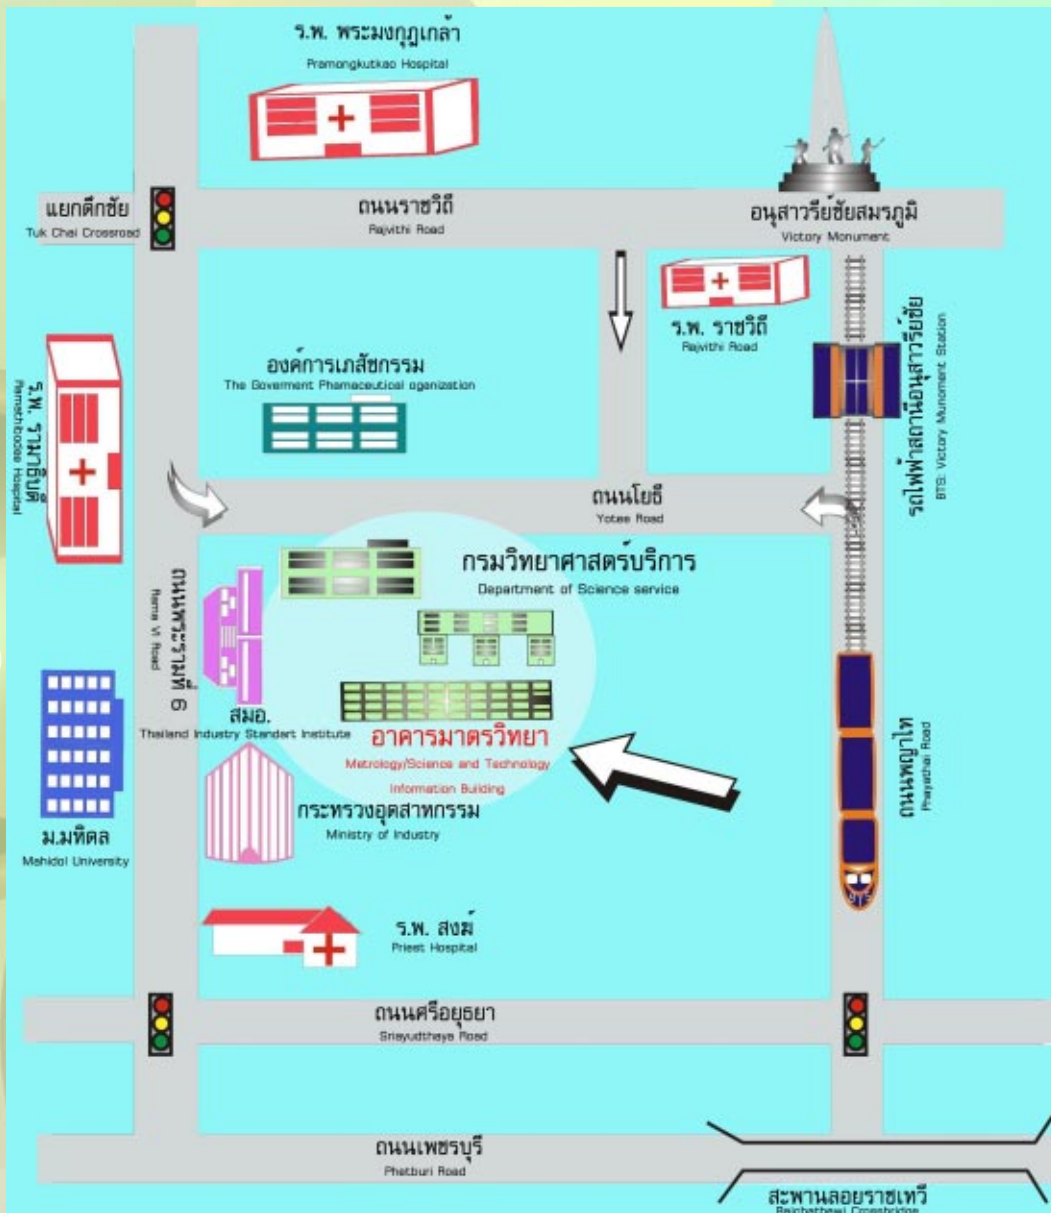 ร.พ. พระมงกุฎเกล้า
Pramongkutkao Hospital
แยกตึกชัย
Tuk Chai Crossroad
ถนนราชวิถี
Rajvithi Road
อนุสาวรีย์ชัยสมรภูมิ
Victory Monument
ร.พ. ราชวิถี
Rajvithi Road
องค์การเภสัชกรรม
The Goverment Phamaceutical oganization
รถไฟฟ้าสถานีอนุสาวรีย์ชัย
BTS: Victory Munoment Station
ร.พ. รามาธิบดี
Ramathibodee Hospital
ถนนโยธี
Yotee Road
กรมวิทยาศาสตร์บริการ
Department of Science service
ถนนพระรามที่ 6
Rama VI Road
สมอ.
Thailand Industry Standart Institute
อาคารมาตรวิทยา
Metrology/Science and Technology
Information Building
กระทรวงอุตสาหกรรม
Ministry of Industry
ถนนพญาไท
Phayathai Road
ม.มหิดล
Mahidol University
BTS
ร.พ. สงฆ์
Priest Hospital
ถนนศรีอยุธยา
Sriayudthaya Road
ถนนเพชรบุรี
Phetburi Road
สะพานลอยราชเทวี
Rajchathewi Crossbridge